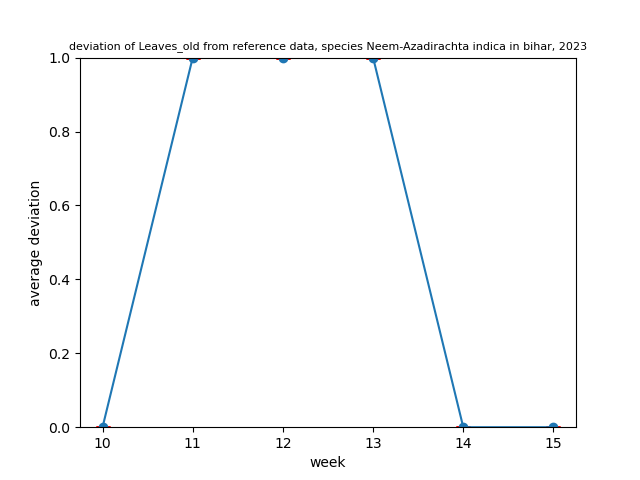 deviation of Leaves_old from reference data, species Neem-Azadirachta indica in bihar, 2023
1.0
0.8
0.6
0.4
0.2
0.0
average deviation
10 11 12 13 14 15
week